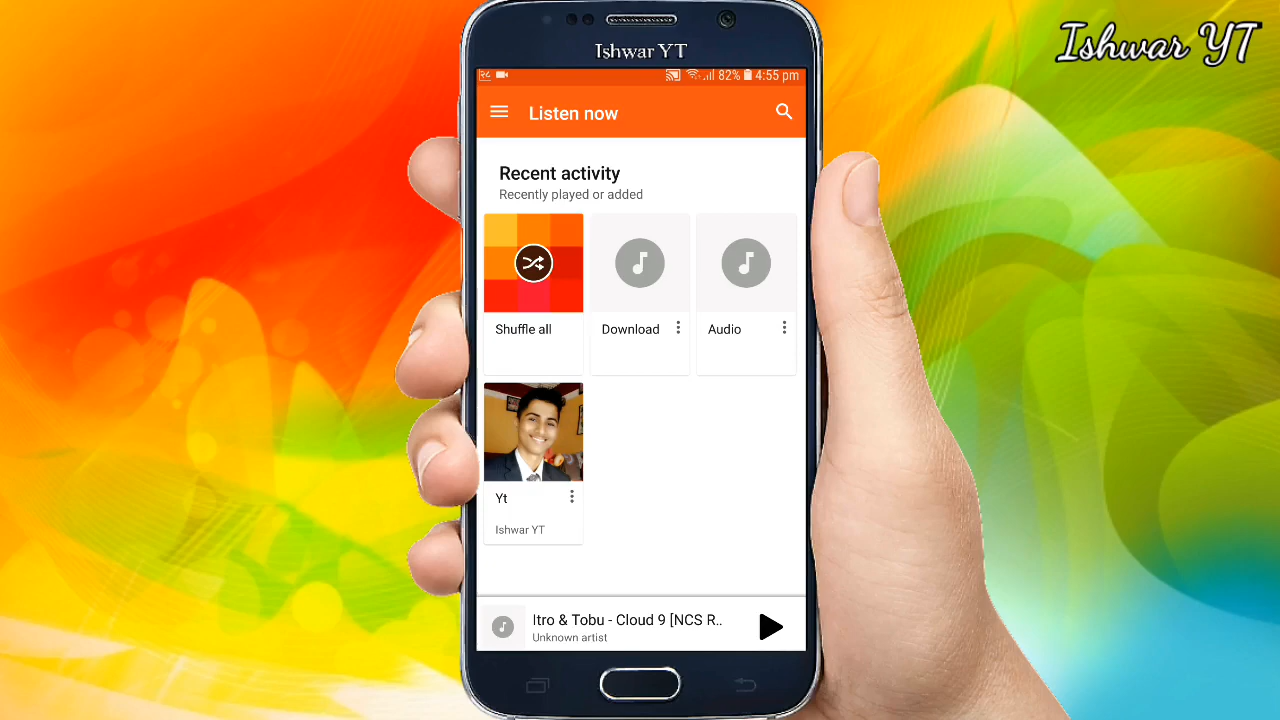 Ishwar YT
Ishwar YT
82% 4:55 pm
Listen now
Recent activity
Recently played or added
Shuffle all
Download
Audio
Yt
Ishwar YT
Itro & Tobu - Cloud 9 [NCS R..
Unknown artist